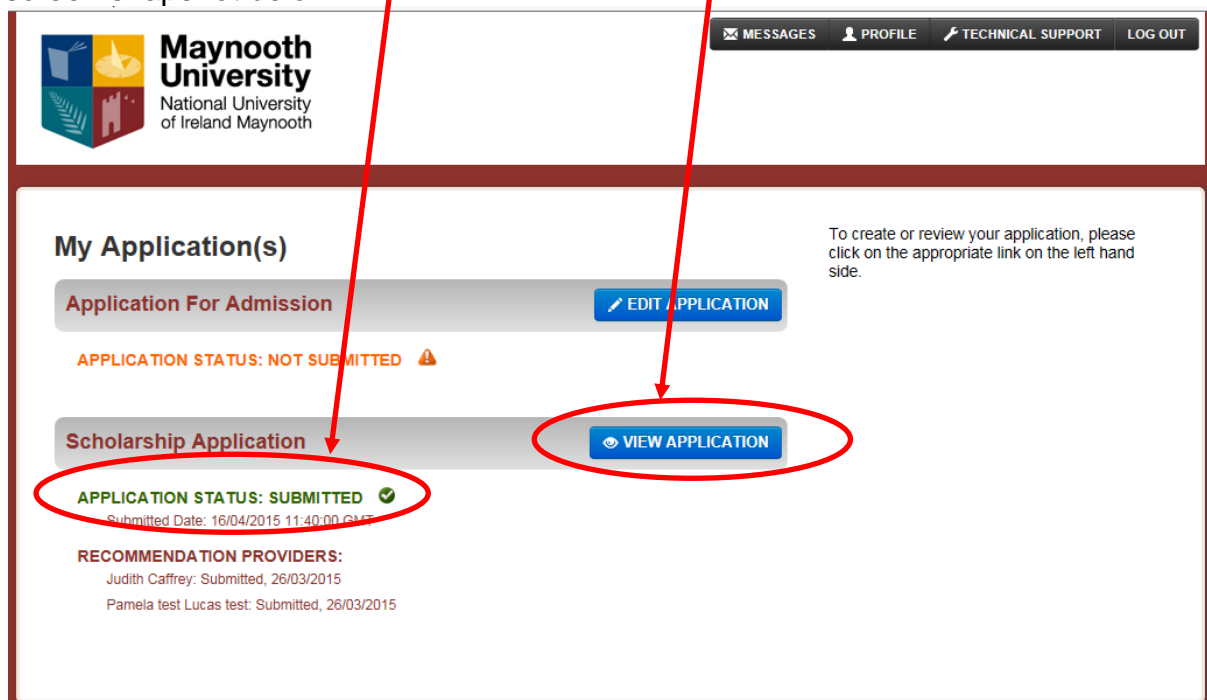 MESSAGES PROFILE TECHNICAL SUPPORT LOG OUT
Maynooth
University
National University
of Ireland Maynooth
My Application(s)
To create or review your application, please
click on the appropriate link on the left hand
side.
Application For Admission
EDIT APPLICATION
APPLICATION STATUS: NOT SUBMITTED
Scholarship Application
VIEW APPLICATION
APPLICATION STATUS: SUBMITTED
Submitted Date: 16/04/2015 11:40:00 GMT
RECOMMENDATION PROVIDERS:
Judith Caffrey: Submitted, 26/03/2015
Pamela test Lucas test: Submitted, 26/03/2015